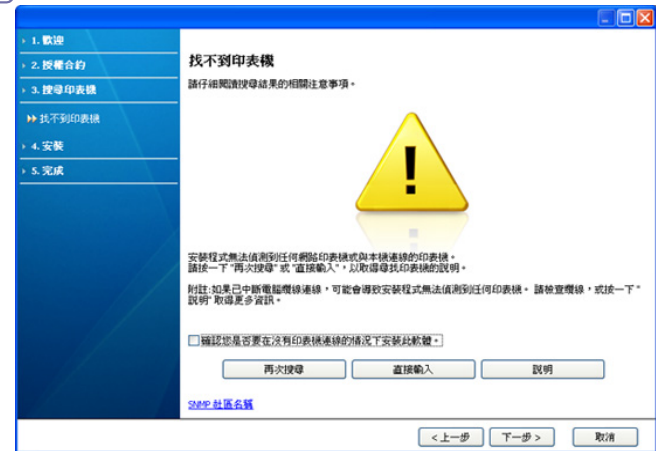 1. 歡迎
2. 授權合約
3. 搜尋印表機
找不到印表機
4. 安裝
5. 完成
找不到印表機
請仔細閱讀搜尋結果的相關注意事項。
安裝程式無法偵測到任何網路印表機或與本機連線的印表機。
請按一下 "再次搜尋" 或 "直接輸入"，以取得尋找印表機的說明。
附註:如果已中斷電腦纜線連線，可能會導致安裝程式無法偵測到任何印表機。 請檢查纜線，或按一下 "
說明" 取得更多資訊。
確認您是否要在沒有印表機連線的情況下安裝此軟體。
再次搜尋
直接輸入
說明
SNMP 社區名稱
< 上一步
下一步 >
取消